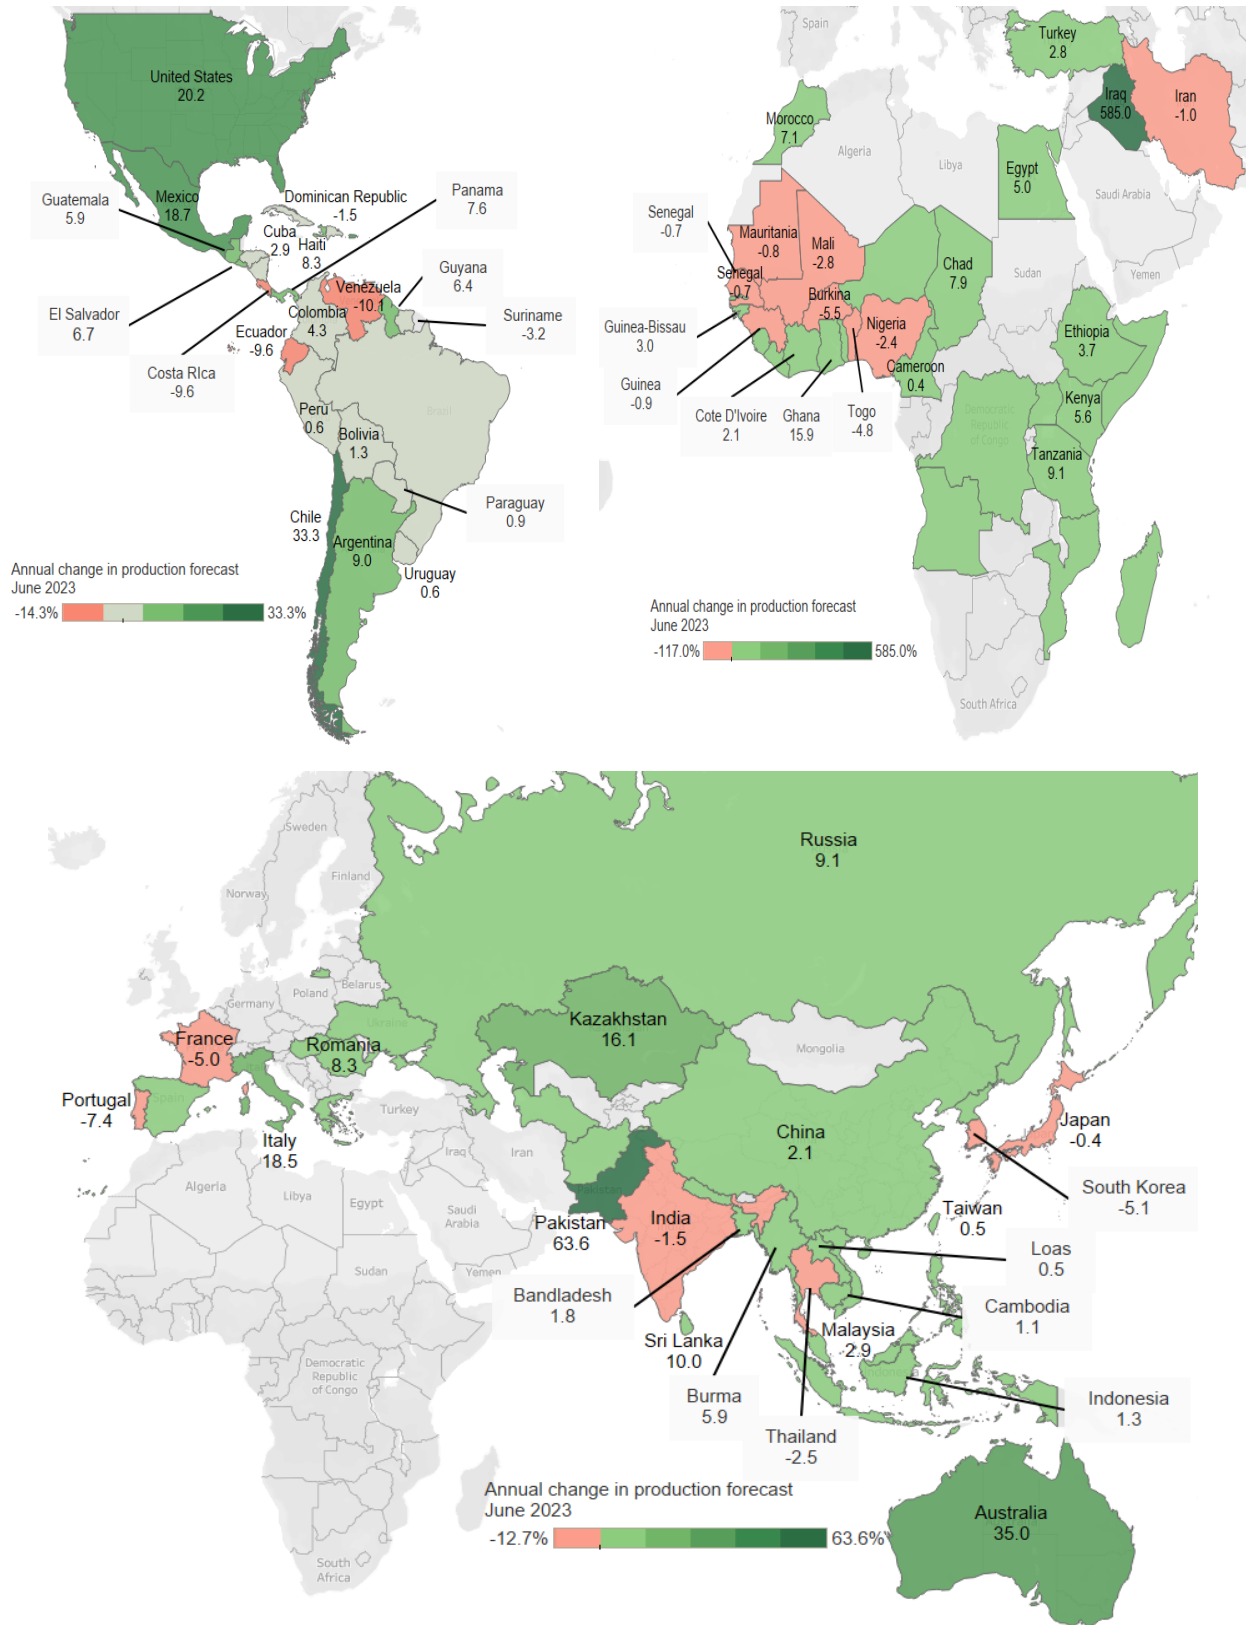 United States
20.2
Mexico
18.7
Guatemala
5.9
Dominican Republic
-1.5
Panama
7.6
Cuba
2.9
Haiti
8.3
Guyana
6.4
Venezuela
-10.1
El Salvador
6.7
Colombia
4.3
Suriname
-3.2
Ecuador
-9.6
Costa RIca
-9.6
Brazil
Peru
0.6
Bolivia
1.3
Paraguay
0.9
Chile
33.3
Argentina
9.0
Uruguay
0.6
Annual change in production forecast
June 2023
-14.3%
33.3%
Spain
Turkey
2.8
Iraq
585.0
Iran
-1.0
Morocco
7.1
Algeria
Libya
Egypt
5.0
Saudi Arabia
Senegal
-0.7
Mauritania
-0.8
Mali
-2.8
Chad
7.9
Sudan
Yemen
Senegal
-0.7
Burkina
-5.5
Guinea-Bissau
3.0
Nigeria
-2.4
Ethiopia
3.7
Cameroon
0.4
Guinea
-0.9
Cote D'Ivoire
2.1
Ghana
15.9
Togo
-4.8
Kenya
5.6
Democratic
Republic
of Congo
Tanzania
9.1
South Africa
Annual change in production forecast
June 2023
-117.0%
585.0%
Sweden
Finland
Norway
Russia
9.1
Poland
Belarus
Germany
Ukraine
France
-5.0
Romania
8.3
Kazakhstan
16.1
Mongolia
Portugal
-7.4
Spain
Italy
18.5
Turkey
China
2.1
Japan
-0.4
Iraq
Iran
South Korea
-5.1
Algeria
Libya
Egypt
Saudi
Arabia
Pakistan
Pakistan
63.6
India
-1.5
Taiwan
0.5
Loas
0.5
Sudan
Yemen
Bandladesh
1.8
Cambodia
1.1
Sri Lanka
10.0
Malaysia
2.9
Indonesia
Democratic
Republic
of Congo
Burma
5.9
Indonesia
1.3
Thailand
-2.5
South
Africa
Annual change in production forecast
June 2023
-12.7%
63.6%
Australia
35.0